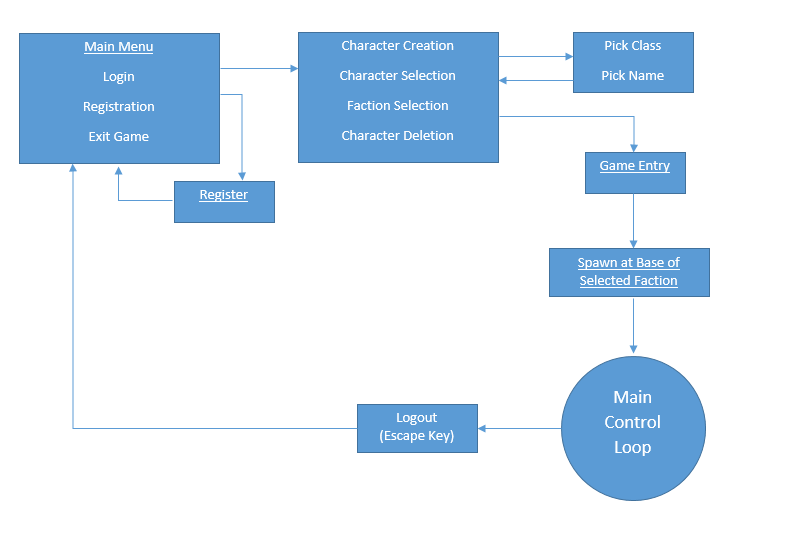 Main Menu
Login
Registration
Exit Game
Character Creation
Character Selection
Faction Selection
Character Deletion
Pick Class
Pick Name
Register
Game Entry
Spawn at Base of
Selected Faction
Main
Control
Loop
Logout
(Escape Key)